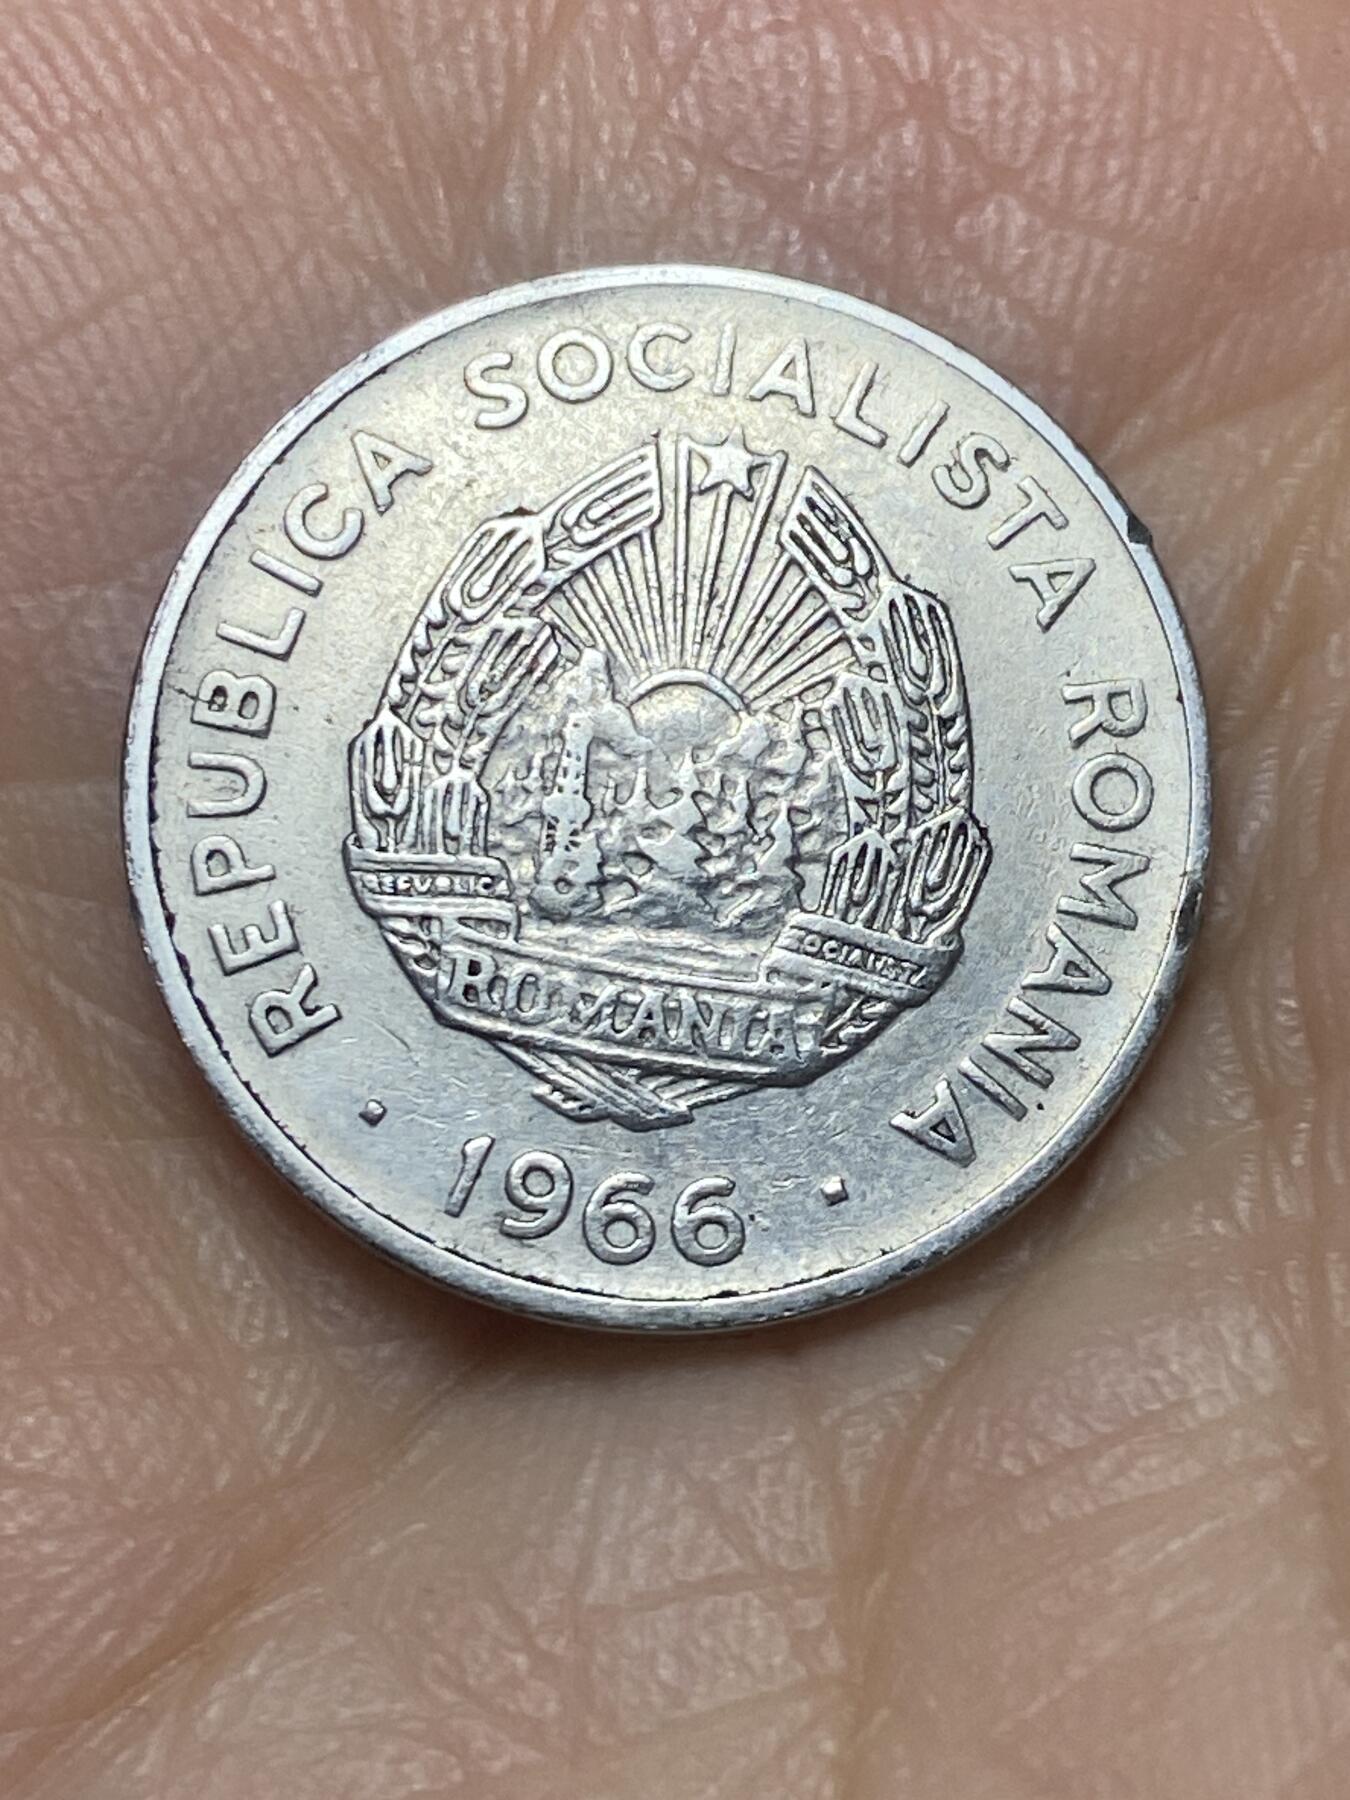 REPUBLICA SOCIALISTA ROMANIA
REPUBLICA
SOCIALISTA
ROMANIA
· 1966 ·